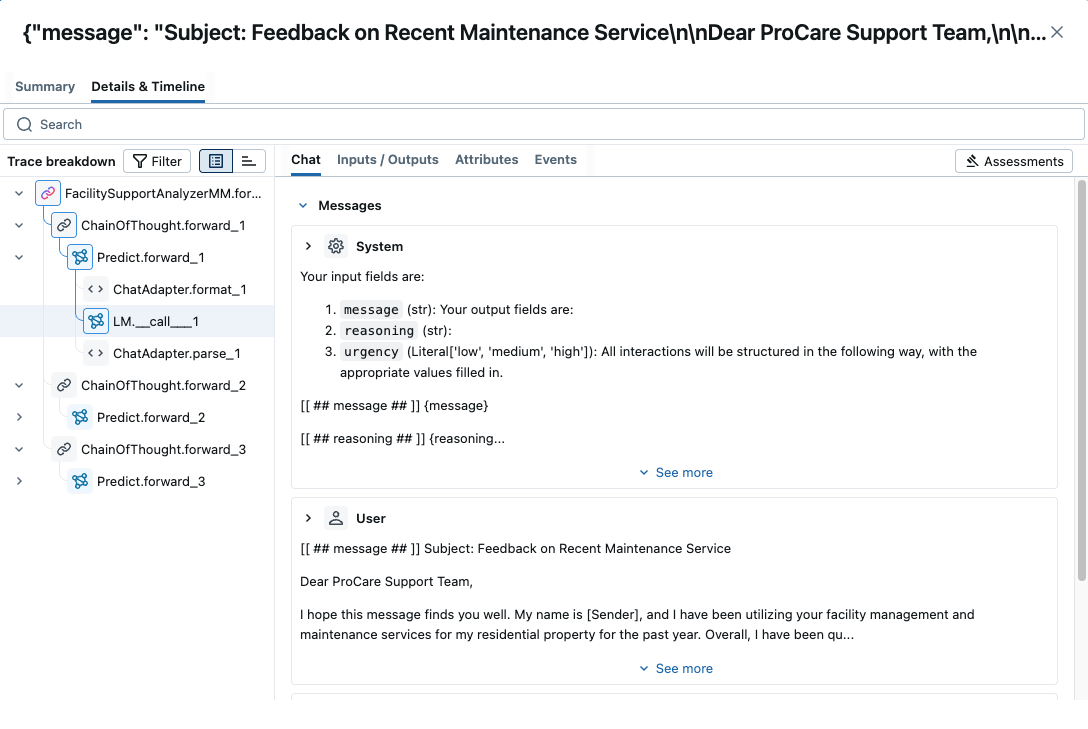 {"message": "Subject: Feedback on Recent Maintenance Service\n\nDear ProCare Support Team,\n\n...
Summary
Details & Timeline
Search
Trace breakdown
Filter
FacilitySupportAnalyzerMM.for...
ChainOfThought.forward_1
Predict.forward_1
ChatAdapter.format_1
LM.__call___1
ChatAdapter.parse_1
ChainOfThought.forward_2
Predict.forward_2
ChainOfThought.forward_3
Predict.forward_3
Chat
Inputs / Outputs
Attributes
Events
Assessments
Messages
System
Your input fields are:
1. message (str): Your output fields are:
2. reasoning (str):
3. urgency (Literal['low', 'medium', 'high']): All interactions will be structured in the following way, with the
appropriate values filled in.
[[ ## message ## ]] {message}
[[ ## reasoning ## ]] {reasoning...
See more
User
[[ ## message ## ]] Subject: Feedback on Recent Maintenance Service
Dear ProCare Support Team,
I hope this message finds you well. My name is [Sender], and I have been utilizing your facility management and
maintenance services for my residential property for the past year. Overall, I have been qu...
See more